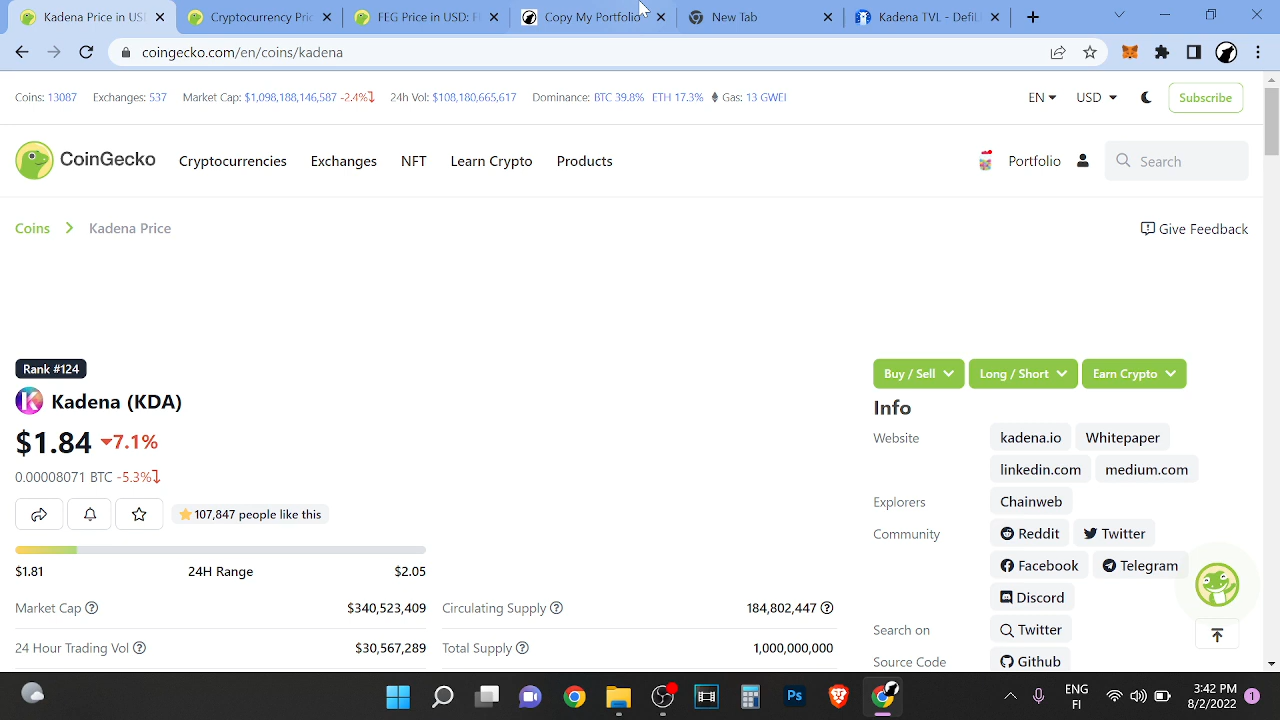 Kadena Price in US
Cryptocurrency Pric
FEG Price in USD: F
Copy My Portfolio
New Tab
Kadena TVL - DefiL
coingecko.com/en/coins/kadena
Coins: 13087 Exchanges: 537 Market Cap: $1,098,188,146,587 -2.4% 24h Vol: $108,180,665,617 Dominance: BTC 39.8% ETH 17.3% Gas: 13 GWEI
EN USD Subscribe
CoinGecko Cryptocurrencies Exchanges NFT Learn Crypto Products
Portfolio Search
Coins Kadena Price
Give Feedback
Rank #124
Kadena (KDA)
$1.84 7.1%
0.00008071 BTC -5.3%
107,847 people like this
$1.81 24H Range $2.05
Market Cap $340,523,409 Circulating Supply 184,802,447
24 Hour Trading Vol $30,567,289 Total Supply 1,000,000,000
Buy / Sell Long / Short Earn Crypto
Info
Website kadena.io Whitepaper
linkedin.com medium.com
Explorers Chainweb
Community Reddit Twitter
Facebook Telegram
Discord
Search on Twitter
Source Code Github
Ps
ENG
FI
3:42 PM
8/2/2022
1